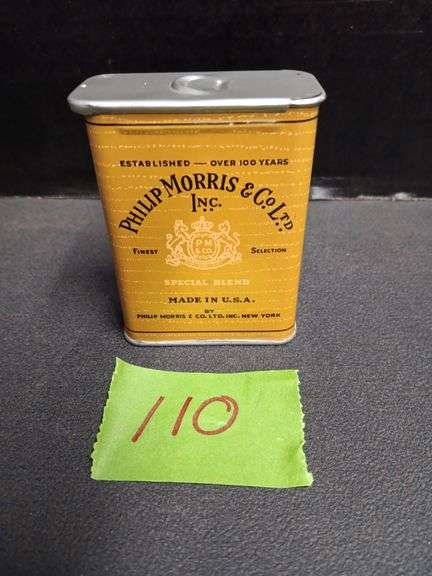 ESTABLISHED — OVER 100 YEARS
PHILIP MORRIS & CO. LTD.
INC.
FINEST SELECTION
P M
& CO
SPECIAL BLEND
MADE IN U.S.A.
BY
PHILIP MORRIS & CO. LTD. INC. NEW YORK
110